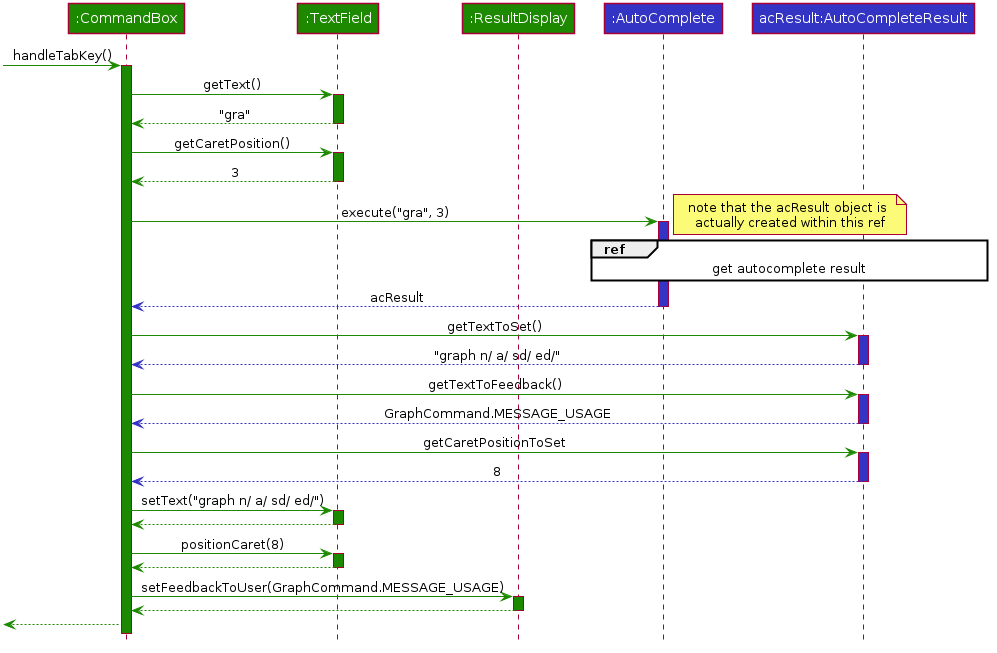 :CommandBox
:TextField
:ResultDisplay
:AutoComplete
acResult:AutoCompleteResult
handleTabKey()
getText()
"gra"
getCaretPosition()
3
execute("gra", 3)
note that the acResult object is
actually created within this ref
ref
get autocomplete result
acResult
getTextToSet()
"graph n/ a/ sd/ ed/"
getTextToFeedback()
GraphCommand.MESSAGE_USAGE
getCaretPositionToSet
8
setText("graph n/ a/ sd/ ed/")
positionCaret(8)
setFeedbackToUser(GraphCommand.MESSAGE_USAGE)